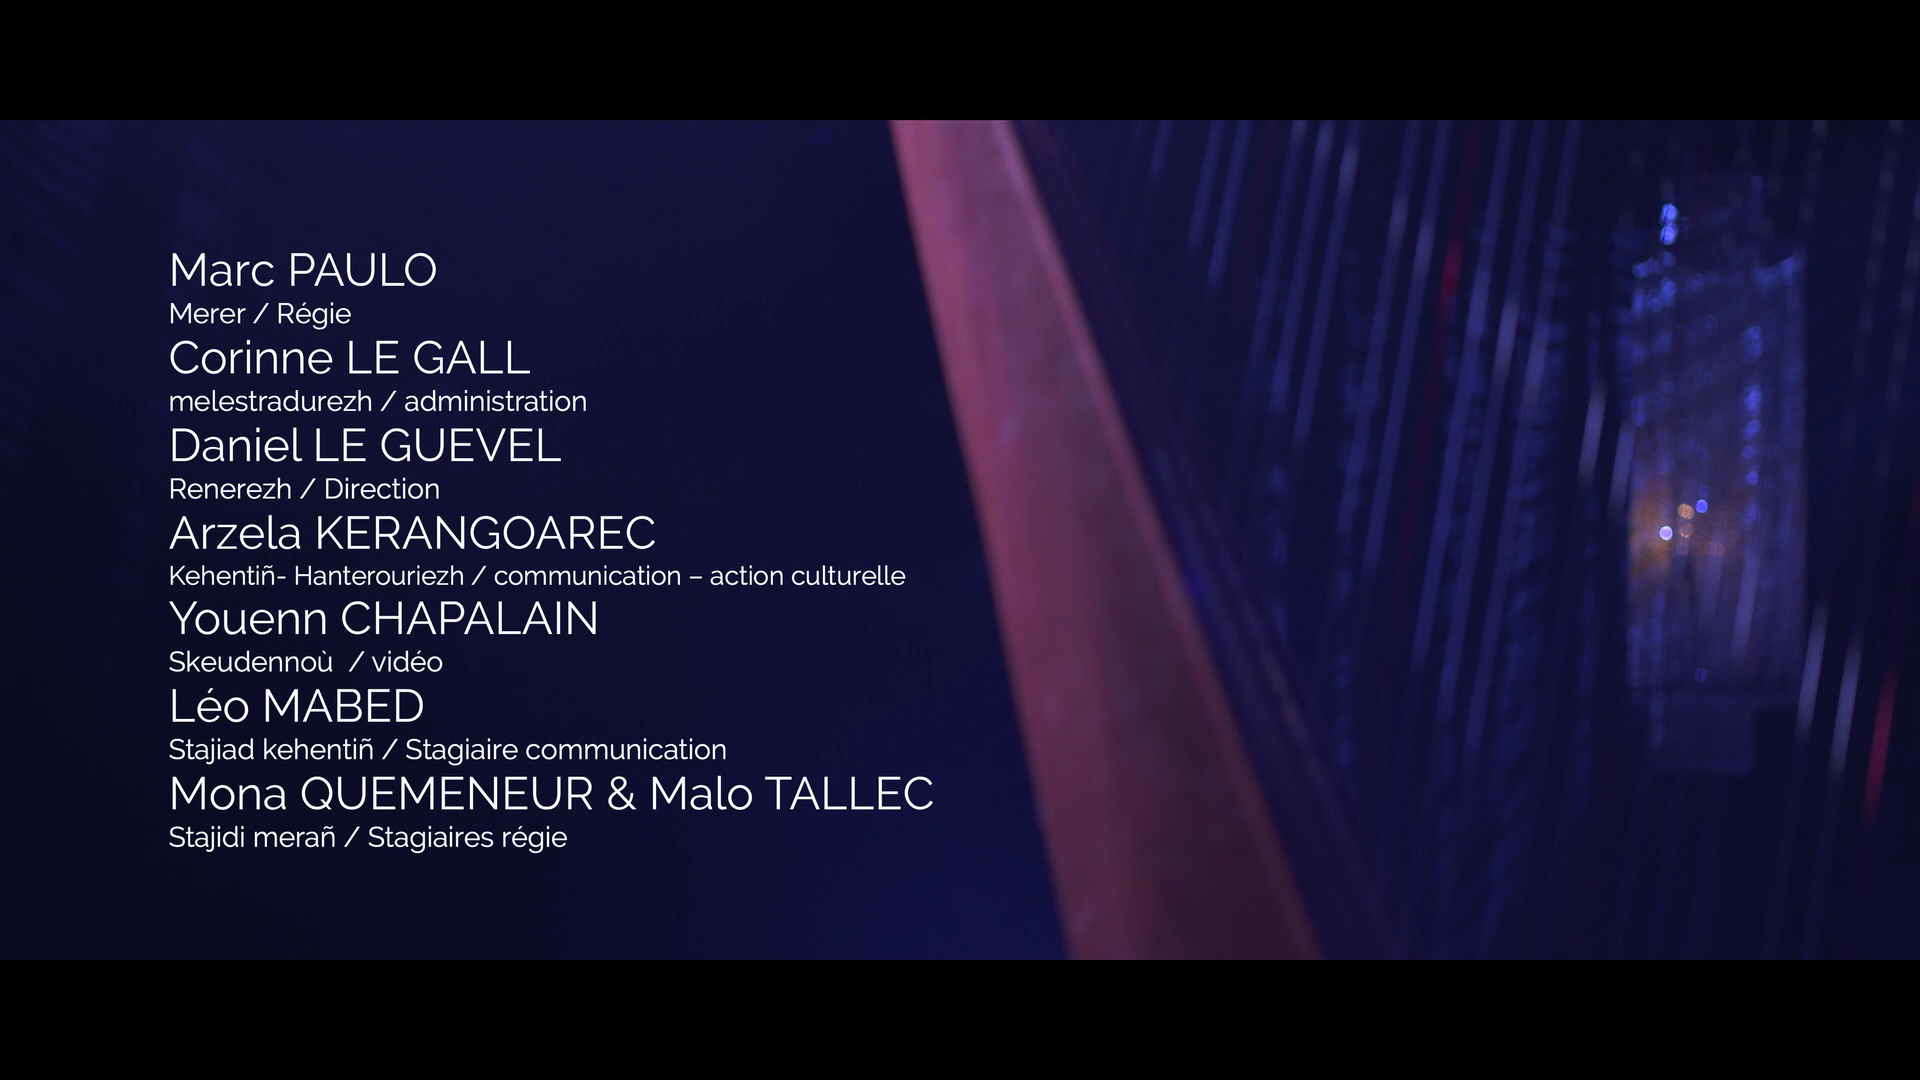 Marc PAULO
Merer / Régie
Corinne LE GALL
melestradurezh / administration
Daniel LE GUEVEL
Renerezh / Direction
Arzela KERANGOAREC
Kehentiñ- Hanterouriezh / communication – action culturelle
Youenn CHAPALAIN
Skeudennoù / vidéo
Léo MABED
Stajiad kehentiñ / Stagiaire communication
Mona QUEMENEUR & Malo TALLEC
Stajidi merañ / Stagiaires régie